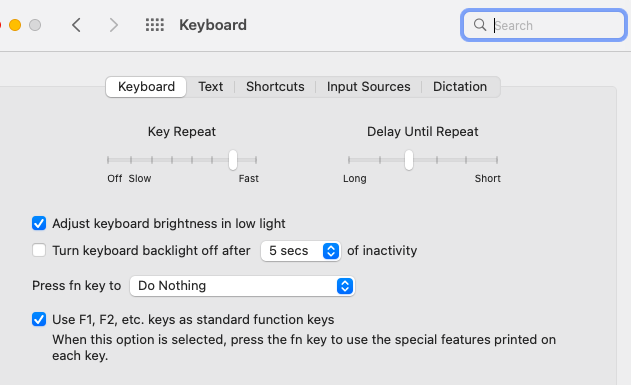 Keyboard
Search
Keyboard Text Shortcuts Input Sources Dictation
Key Repeat Delay Until Repeat
Off Slow Fast Long Short
Adjust keyboard brightness in low light
Turn keyboard backlight off after 5 secs of inactivity
Press fn key to Do Nothing
Use F1, F2, etc. keys as standard function keys
When this option is selected, press the fn key to use the special features printed on
each key.